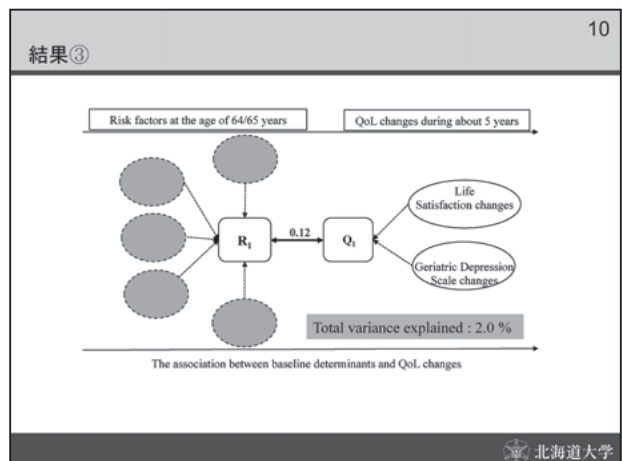 10
結果③
Risk factors at the age of 64/65 years
QoL changes during about 5 years
Life
Satisfaction changes
R₁
0.12
Q₁
Geriatric Depression
Scale changes
Total variance explained : 2.0 %
The association between baseline determinants and QoL changes
北海道大学